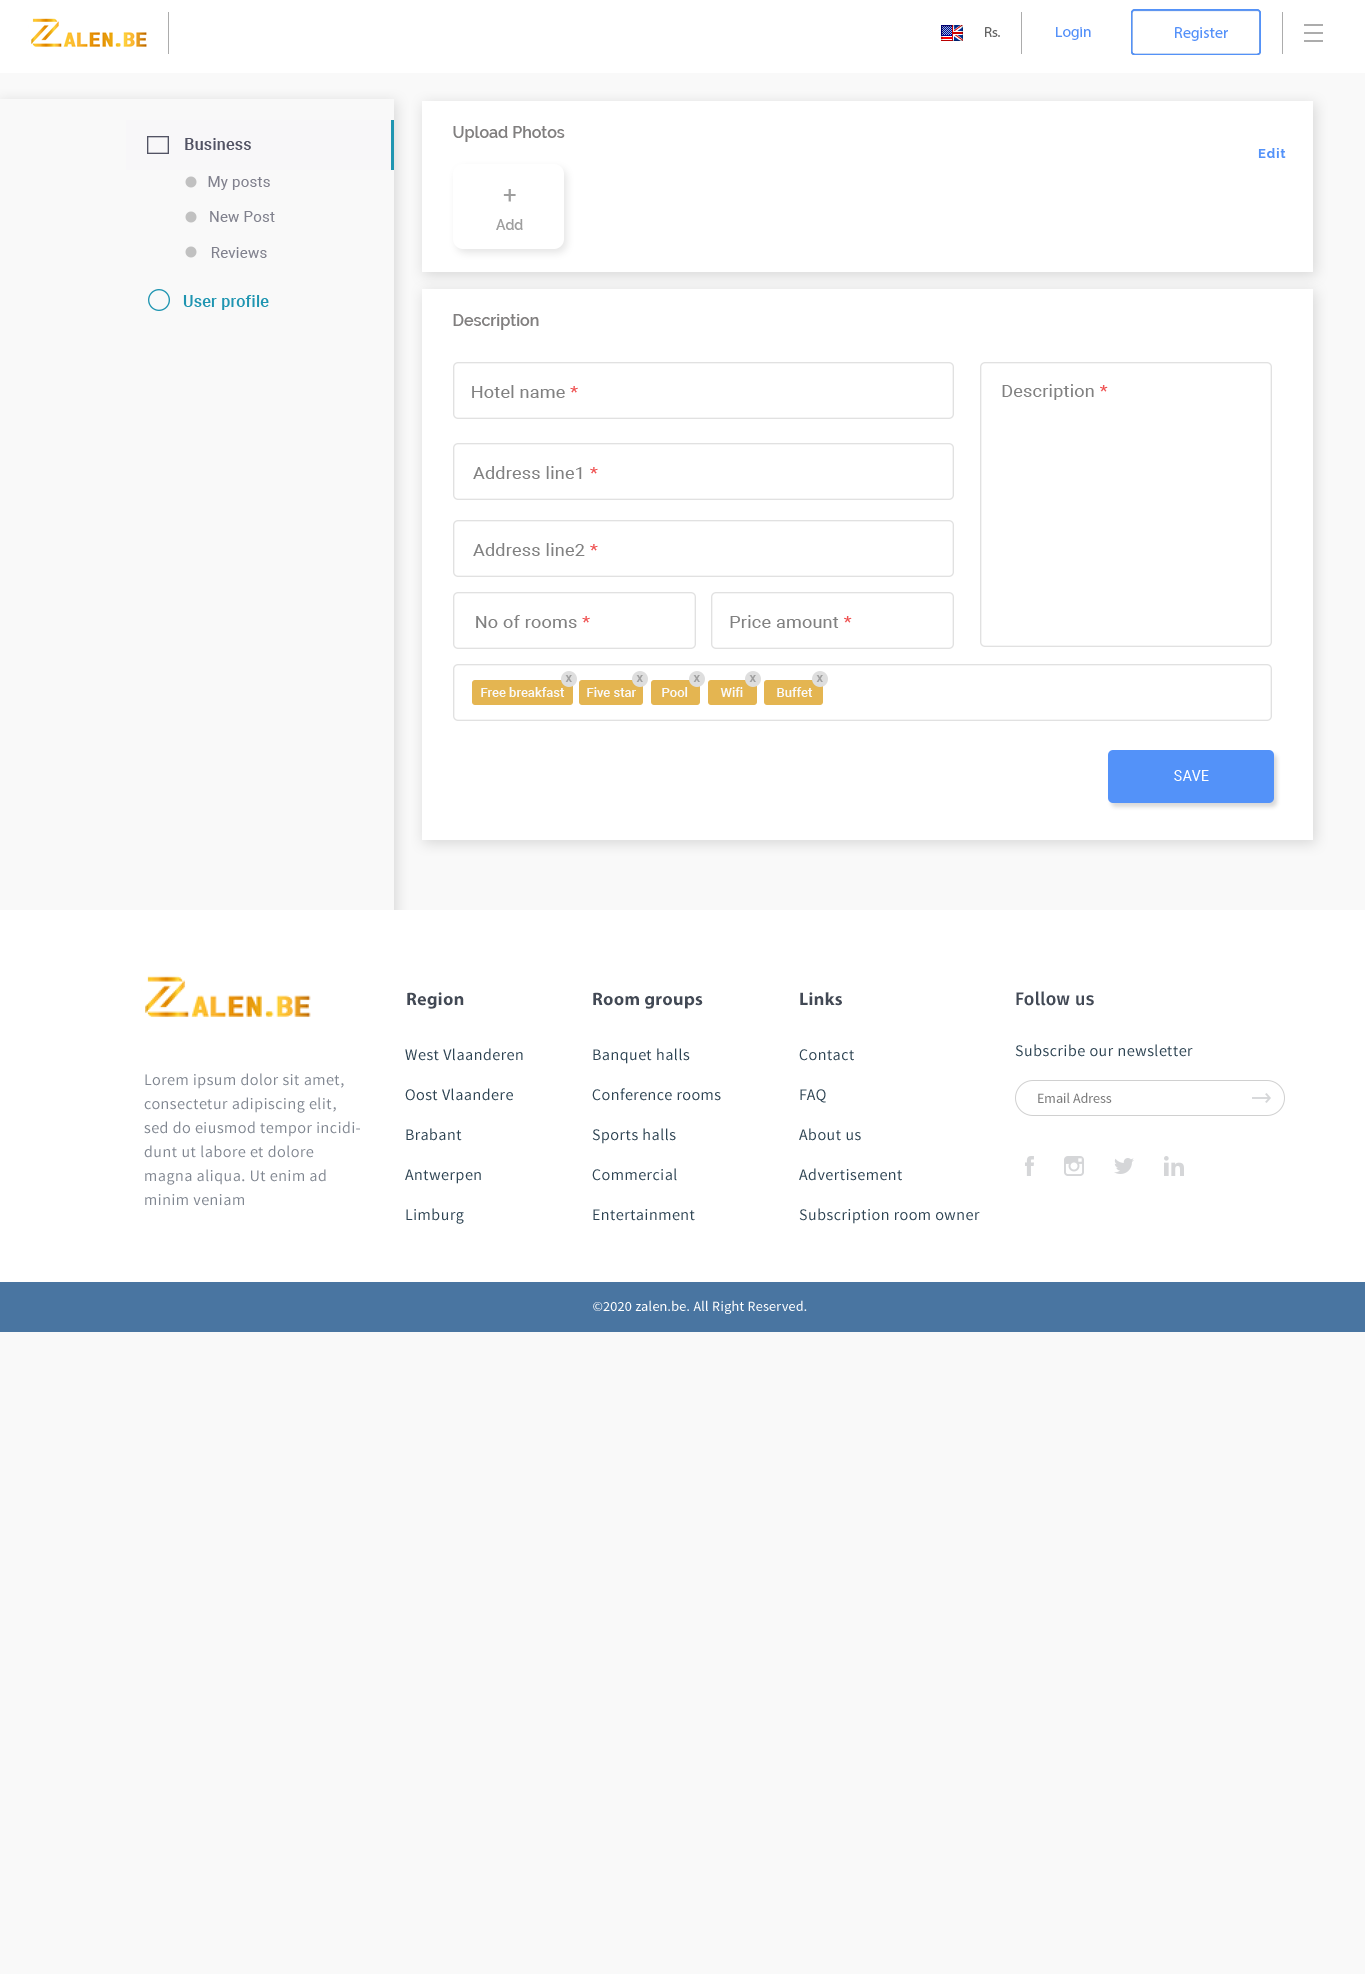 ZALEN.BE
Rs.
Login
Register
Business
My posts
New Post
Reviews
User profile
Upload Photos
Edit
+
Add
Description
Hotel name *
Description *
Address line1 *
Address line2 *
No of rooms *
Price amount *
Free breakfast x
Five star x
Pool x
Wifi x
Buffet x
SAVE
ZALEN.BE
Lorem ipsum dolor sit amet,
consectetur adipiscing elit,
sed do eiusmod tempor incidi-
dunt ut labore et dolore
magna aliqua. Ut enim ad
minim veniam
Region
West Vlaanderen
Oost Vlaandere
Brabant
Antwerpen
Limburg
Room groups
Banquet halls
Conference rooms
Sports halls
Commercial
Entertainment
Links
Contact
FAQ
About us
Advertisement
Subscription room owner
Follow us
Subscribe our newsletter
Email Adress
©2020 zalen.be. All Right Reserved.